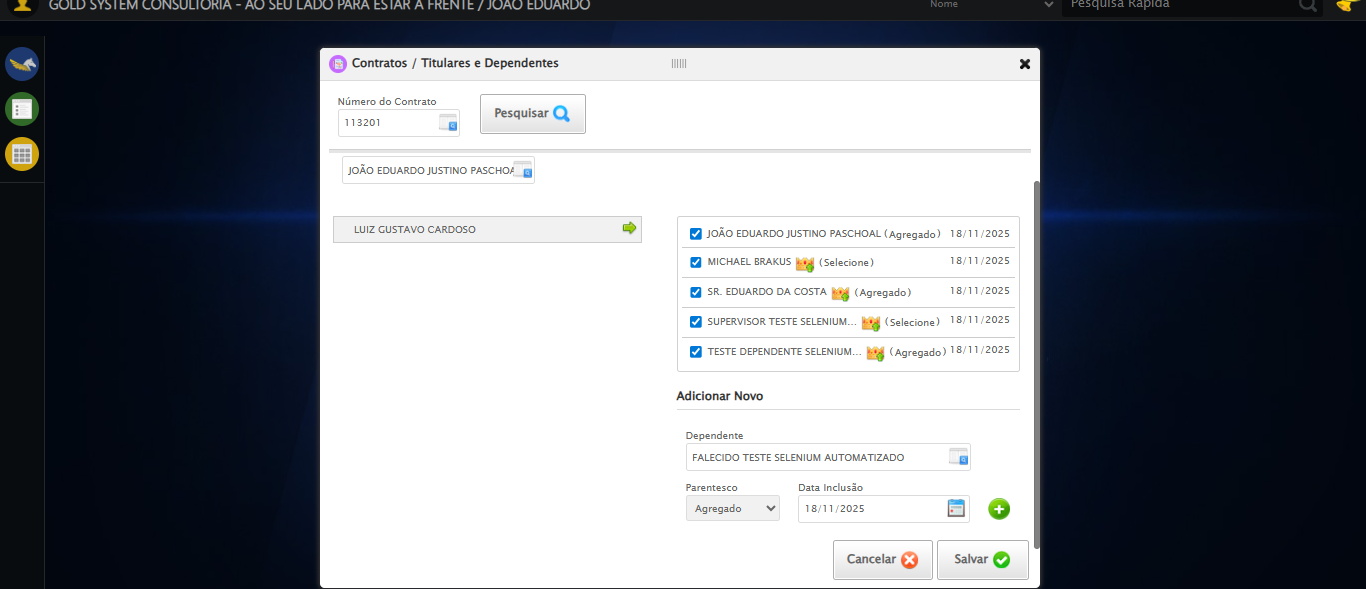 GOLD SYSTEM CONSULTORIA - AO SEU LADO PARA ESTAR À FRENTE / JOÃO EDUARDO
Nome
Pesquisa Rápida
Contratos / Titulares e Dependentes
Número do Contrato
113201
Pesquisar
JOÃO EDUARDO JUSTINO PASCHOA
LUIZ GUSTAVO CARDOSO
JOÃO EDUARDO JUSTINO PASCHOAL (Agregado) 18/11/2025
MICHAEL BRAKUS (Selecione) 18/11/2025
SR. EDUARDO DA COSTA (Agregado) 18/11/2025
SUPERVISOR TESTE SELENIUM... (Selecione) 18/11/2025
TESTE DEPENDENTE SELENIUM... (Agregado) 18/11/2025
Adicionar Novo
Dependente
FALECIDO TESTE SELENIUM AUTOMATIZADO
Parentesco Data Inclusão
Agregado 18/11/2025
Cancelar Salvar